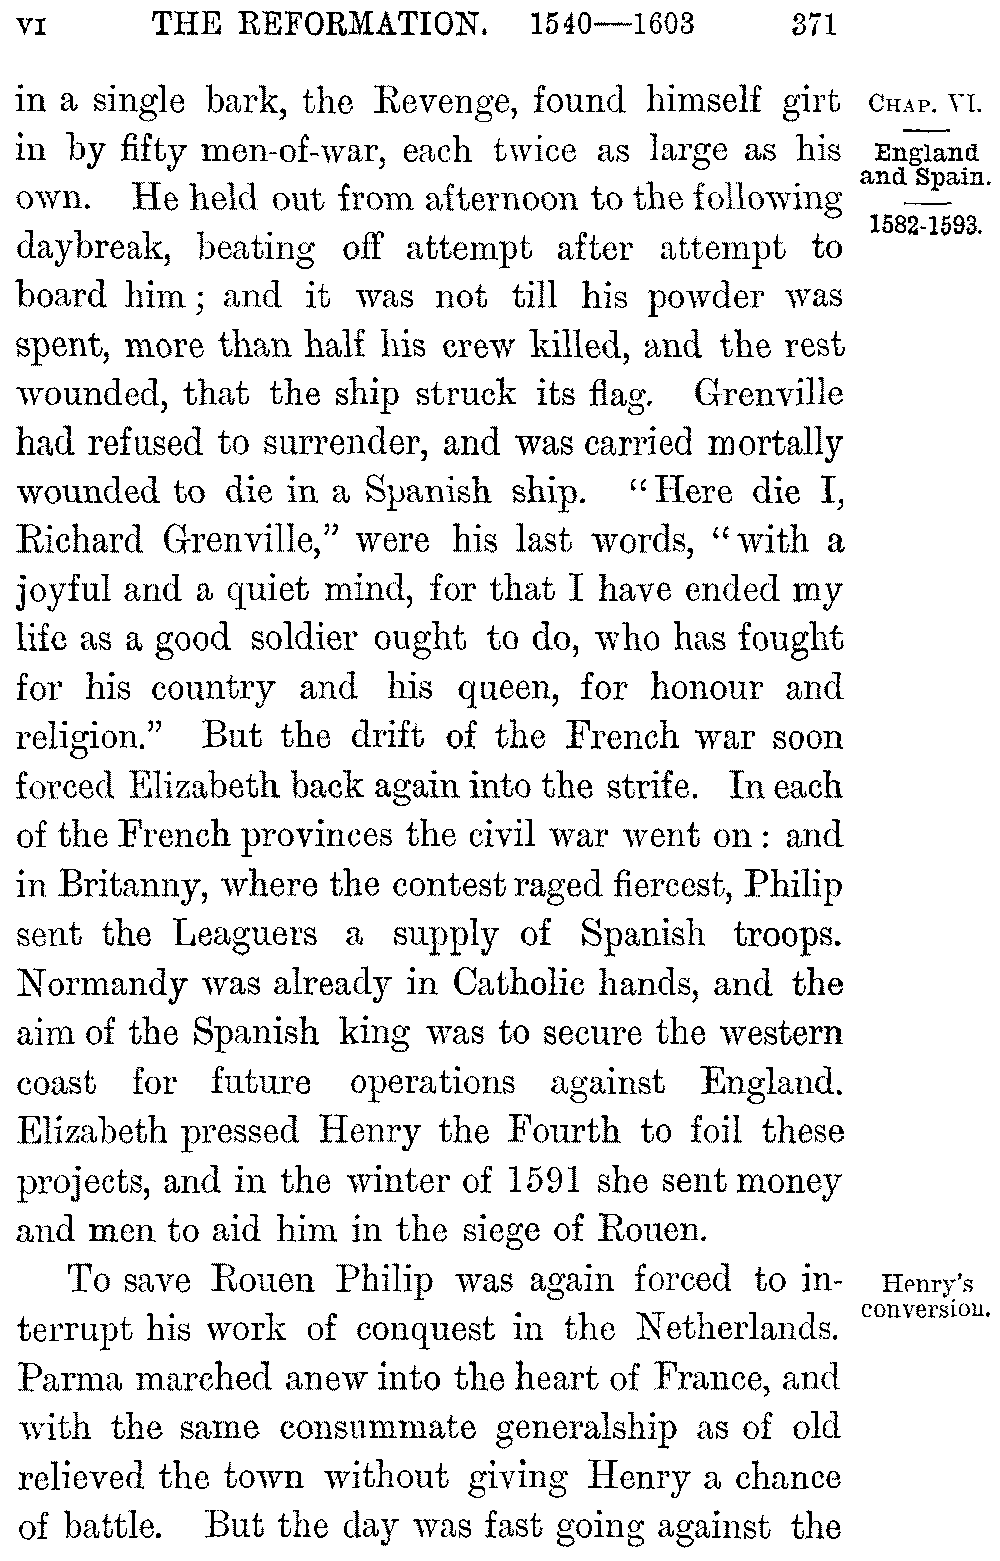 VI THE REFORMATION. 1540—1603 371
in a single bark, the Revenge, found himself girt
in by fifty men-of-war, each twice as large as his
own. He held out from afternoon to the following
daybreak, beating off attempt after attempt to
board him; and it was not till his powder was
spent, more than half his crew killed, and the rest
wounded, that the ship struck its flag. Grenville
had refused to surrender, and was carried mortally
wounded to die in a Spanish ship. “Here die I,
Richard Grenville,” were his last words, “with a
joyful and a quiet mind, for that I have ended my
life as a good soldier ought to do, who has fought
for his country and his queen, for honour and
religion.” But the drift of the French war soon
forced Elizabeth back again into the strife. In each
of the French provinces the civil war went on: and
in Britanny, where the contest raged fiercest, Philip
sent the Leaguers a supply of Spanish troops.
Normandy was already in Catholic hands, and the
aim of the Spanish king was to secure the western
coast for future operations against England.
Elizabeth pressed Henry the Fourth to foil these
projects, and in the winter of 1591 she sent money
and men to aid him in the siege of Rouen.
To save Rouen Philip was again forced to in-
terrupt his work of conquest in the Netherlands.
Parma marched anew into the heart of France, and
with the same consummate generalship as of old
relieved the town without giving Henry a chance
of battle. But the day was fast going against the
CHAP. VI.
England
and Spain.
1582-1593.
Henry's
conversion.